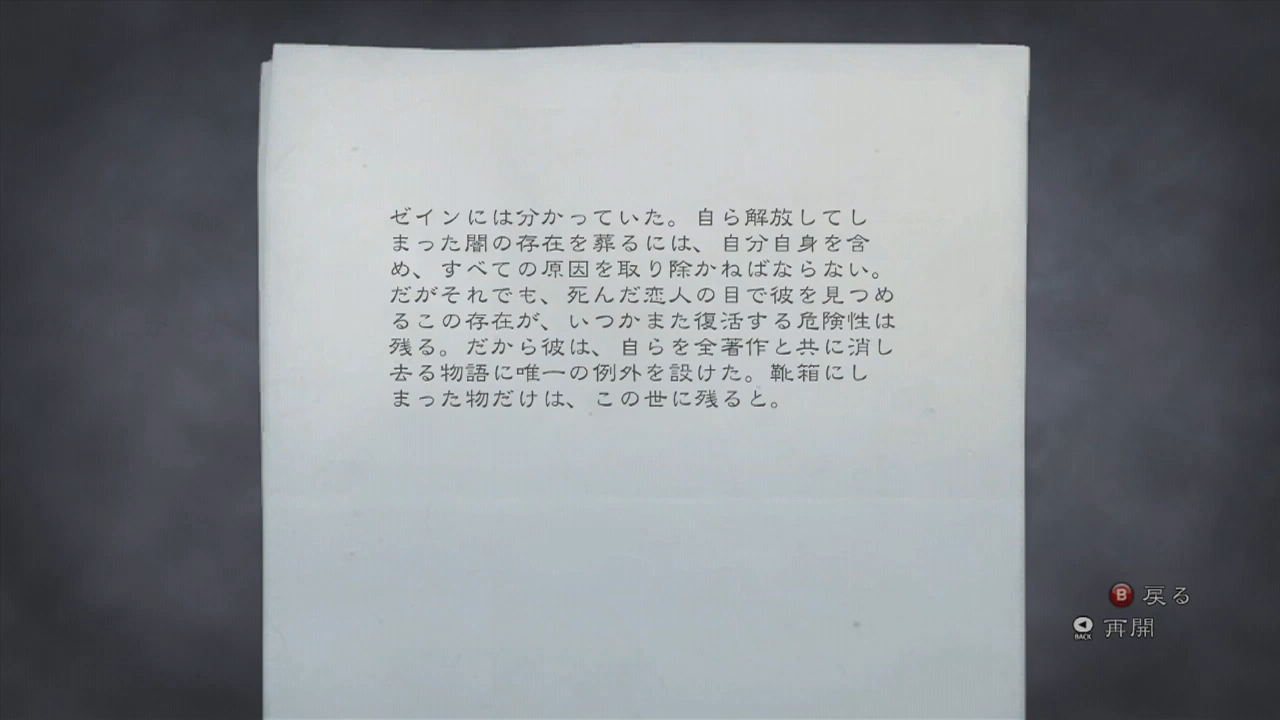 ゼインには分かっていた。自ら解放してし
まった闇の存在を葬るには、自分自身を含
め、すべての原因を取り除かねばならない。
だがそれでも、死んだ恋人の目で彼を見つめ
るこの存在が、いつかまた復活する危険性は
残る。だから彼は、自らを全著作と共に消し
去る物語に唯一の例外を設けた。靴箱にし
まった物だけは、この世に残ると。
B 戻る
BACK 再開